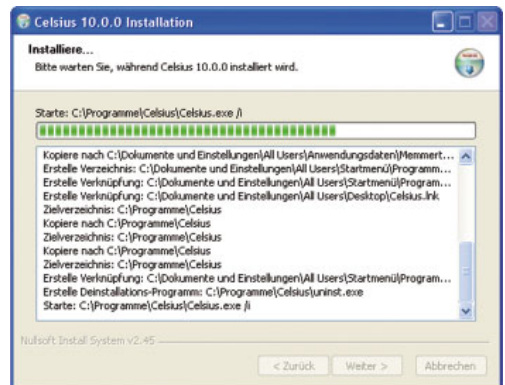 Celsius 10.0.0 Installation
Installiere...
Bitte warten Sie, während Celsius 10.0.0 installiert wird.
Starte: C:\Programme\Celsius\Celsius.exe /i
Kopiere nach C:\Dokumente und Einstellungen\All Users\Anwendungsdaten\Memmert...
Erstelle Verzeichnis: C:\Dokumente und Einstellungen\All Users\Startmenü\Programm...
Erstelle Verknüpfung: C:\Dokumente und Einstellungen\All Users\Startmenü\Program...
Erstelle Verknüpfung: C:\Dokumente und Einstellungen\All Users\Desktop\Celsius.lnk
Zielverzeichnis: C:\Programme\Celsius
Kopiere nach C:\Programme\Celsius
Zielverzeichnis: C:\Programme\Celsius
Kopiere nach C:\Programme\Celsius
Zielverzeichnis: C:\Programme\Celsius
Erstelle Verknüpfung: C:\Dokumente und Einstellungen\All Users\Startmenü\Program...
Erstelle Deinstallations-Programm: C:\Programme\Celsius\uninst.exe
Starte: C:\Programme\Celsius\Celsius.exe /i
Nullsoft Install System v2.45
< Zurück
Weiter >
Abbrechen